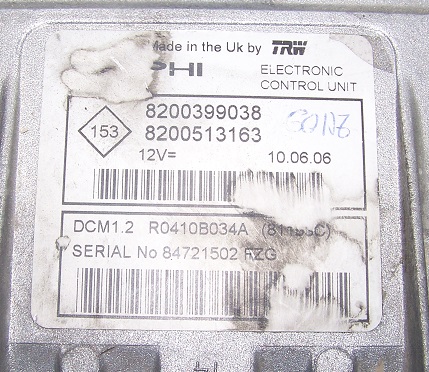 Made in the Uk by TRW
PHI ELECTRONIC
CONTROL UNIT
153
8200399038
8200513163
12V= 10.06.06
DCM1.2 R0410B034A
SERIAL No 84721502 FZG